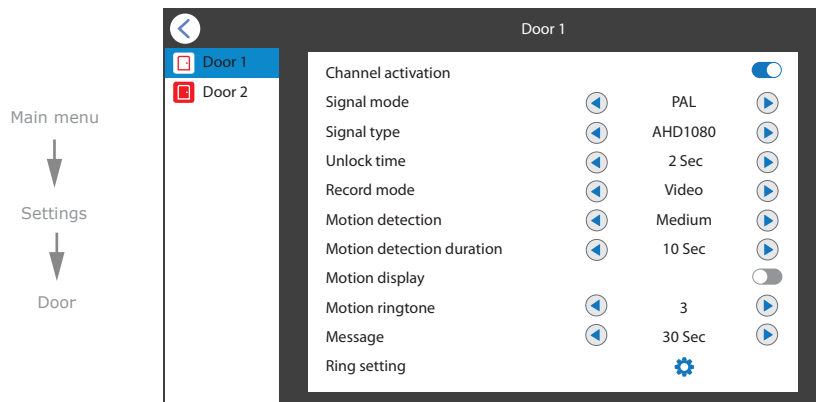 Main menu
Settings
Door
Door 1
Door 1
Door 2
Channel activation
Signal mode PAL
Signal type AHD1080
Unlock time 2 Sec
Record mode Video
Motion detection Medium
Motion detection duration 10 Sec
Motion display
Motion ringtone 3
Message 30 Sec
Ring setting